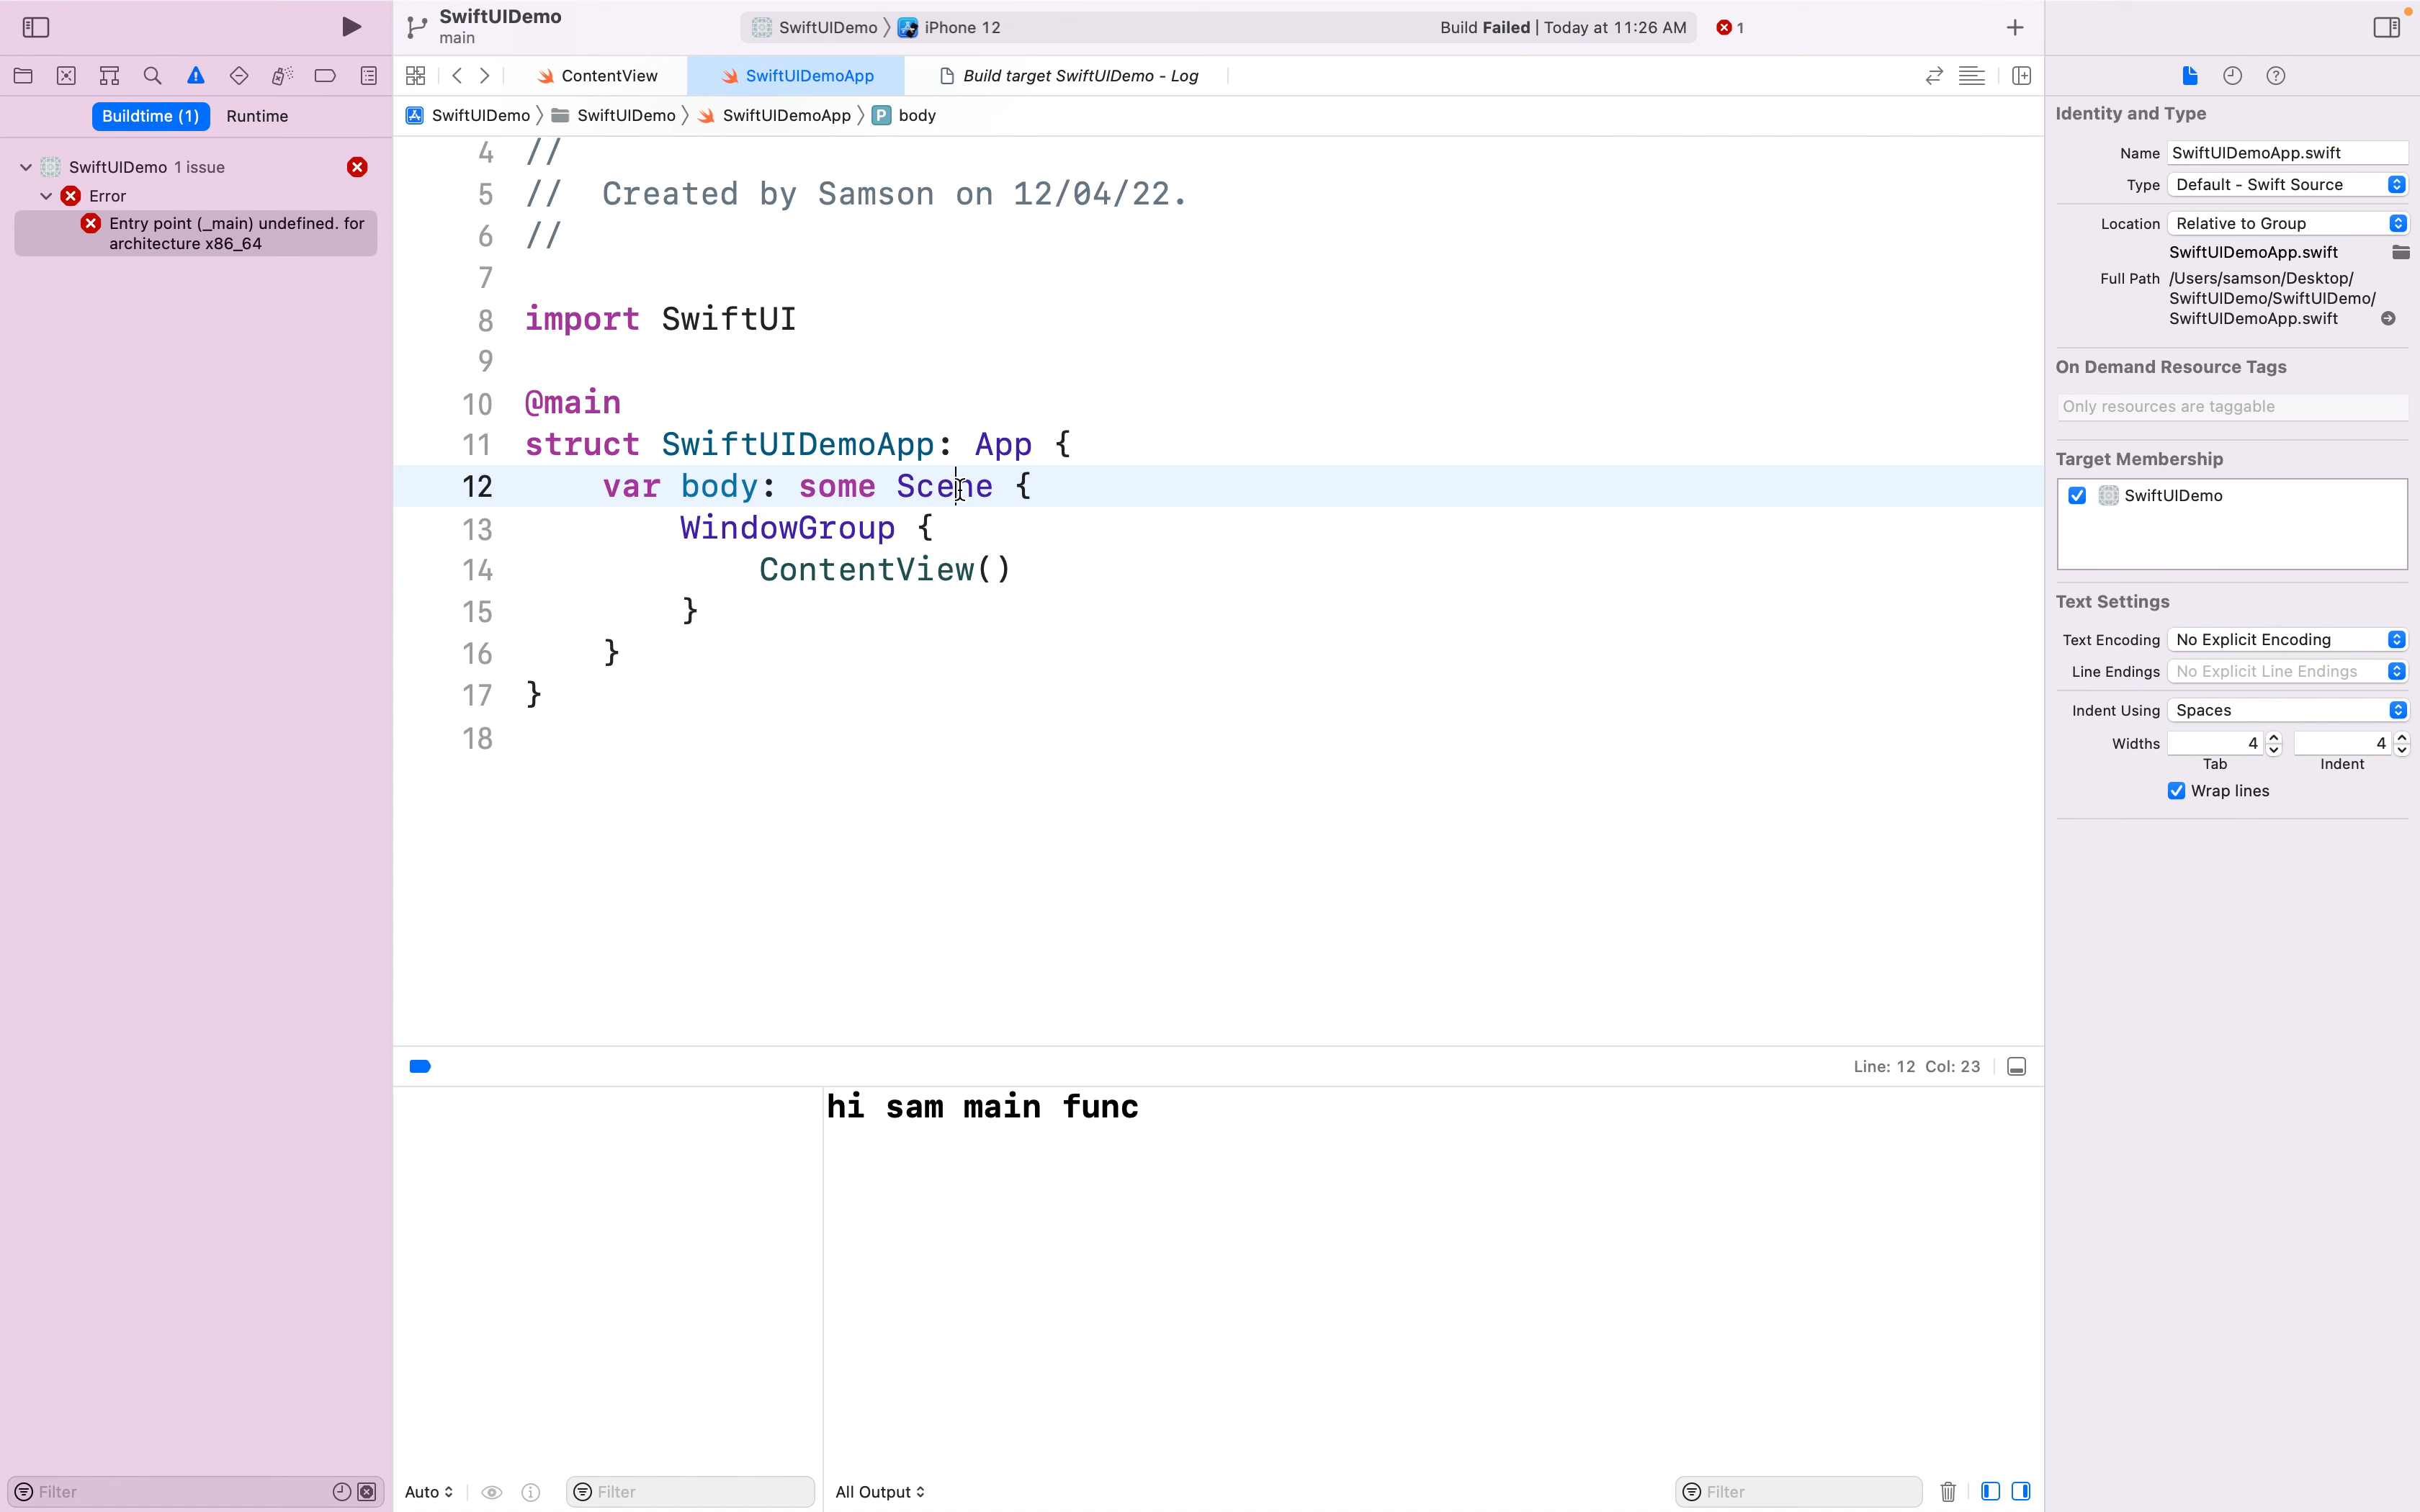 SwiftUIDemo
main
SwiftUIDemo 〉 iPhone 12
Build Failed | Today at 11:26 AM
1
ContentView
SwiftUIDemoApp
Build target SwiftUIDemo - Log
Buildtime (1)
Runtime
SwiftUIDemo 〉 SwiftUIDemo 〉 SwiftUIDemoApp 〉 P body
SwiftUIDemo 1 issue
Error
Entry point (_main) undefined. for
architecture x86_64
4 //
5 //  Created by Samson on 12/04/22.
6 //
7
8 import SwiftUI
9
10 @main
11 struct SwiftUIDemoApp: App {
12     var body: some Scene {
13         WindowGroup {
14             ContentView()
15         }
16     }
17 }
18
Line: 12 Col: 23
hi sam main func
Filter
Auto
Filter
All Output
Filter
Identity and Type
Name SwiftUIDemoApp.swift
Type Default - Swift Source
Location Relative to Group
SwiftUIDemoApp.swift
Full Path /Users/samson/Desktop/
SwiftUIDemo/SwiftUIDemo/
SwiftUIDemoApp.swift
On Demand Resource Tags
Only resources are taggable
Target Membership
SwiftUIDemo
Text Settings
Text Encoding No Explicit Encoding
Line Endings No Explicit Line Endings
Indent Using Spaces
Widths 4 4
Tab Indent
Wrap lines